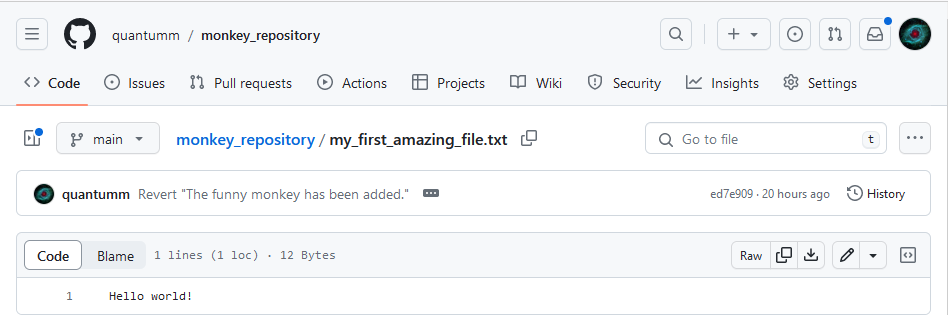 quantumm / monkey_repository
Code Issues Pull requests Actions Projects Wiki Security Insights Settings
main monkey_repository / my_first_amazing_file.txt Go to file t
quantumm Revert "The funny monkey has been added." ed7e909 · 20 hours ago History
Code Blame 1 lines (1 loc) · 12 Bytes Raw
1 Hello world!